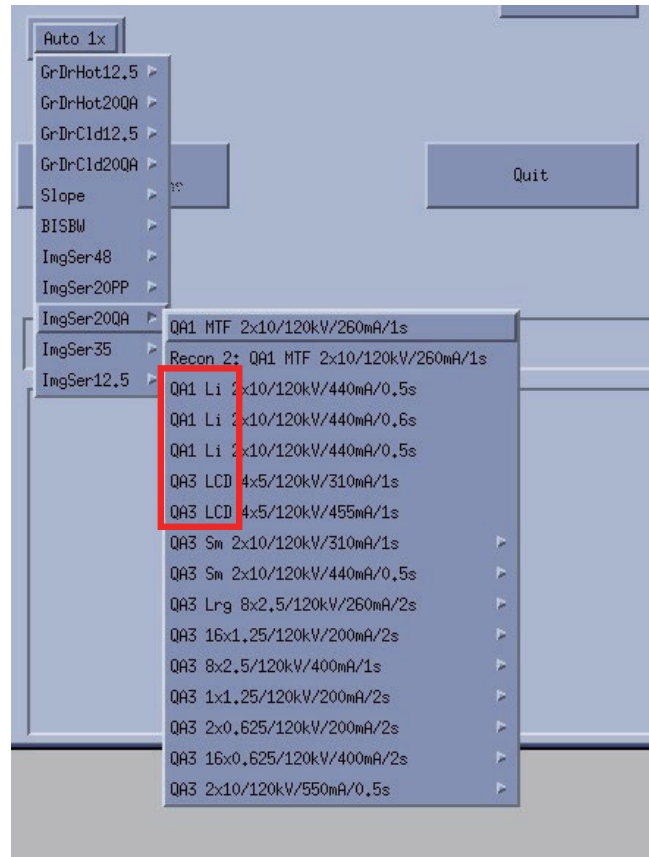 Auto 1x
GrDrHot12.5
GrDrHot20QA
GrDrCld12.5
GrDrCld20QA
Slope
Quit
BISBW
ImgSer48
ImgSer20PP
ImgSer20QA
QA1 MTF 2x10/120kV/260mA/1s
ImgSer35
Recon 2: QA1 MTF 2x10/120kV/260mA/1s
ImgSer12.5
QA1 Li 2x10/120kV/440mA/0.5s
QA1 Li 2x10/120kV/440mA/0.6s
QA1 Li 2x10/120kV/440mA/0.5s
QA3 LCD 4x5/120kV/310mA/1s
QA3 LCD 4x5/120kV/455mA/1s
QA3 Sm 2x10/120kV/310mA/1s
QA3 Sm 2x10/120kV/440mA/0.5s
QA3 Lrg 8x2.5/120kV/260mA/2s
QA3 16x1.25/120kV/200mA/2s
QA3 8x2.5/120kV/400mA/1s
QA3 1x1.25/120kV/200mA/2s
QA3 2x0.625/120kV/200mA/2s
QA3 16x0.625/120kV/400mA/2s
QA3 2x10/120kV/550mA/0.5s